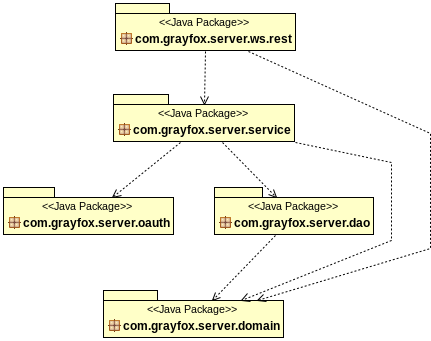 <<Java Package>>
com.grayfox.server.ws.rest
<<Java Package>>
com.grayfox.server.service
<<Java Package>>
com.grayfox.server.oauth
<<Java Package>>
com.grayfox.server.dao
<<Java Package>>
com.grayfox.server.domain